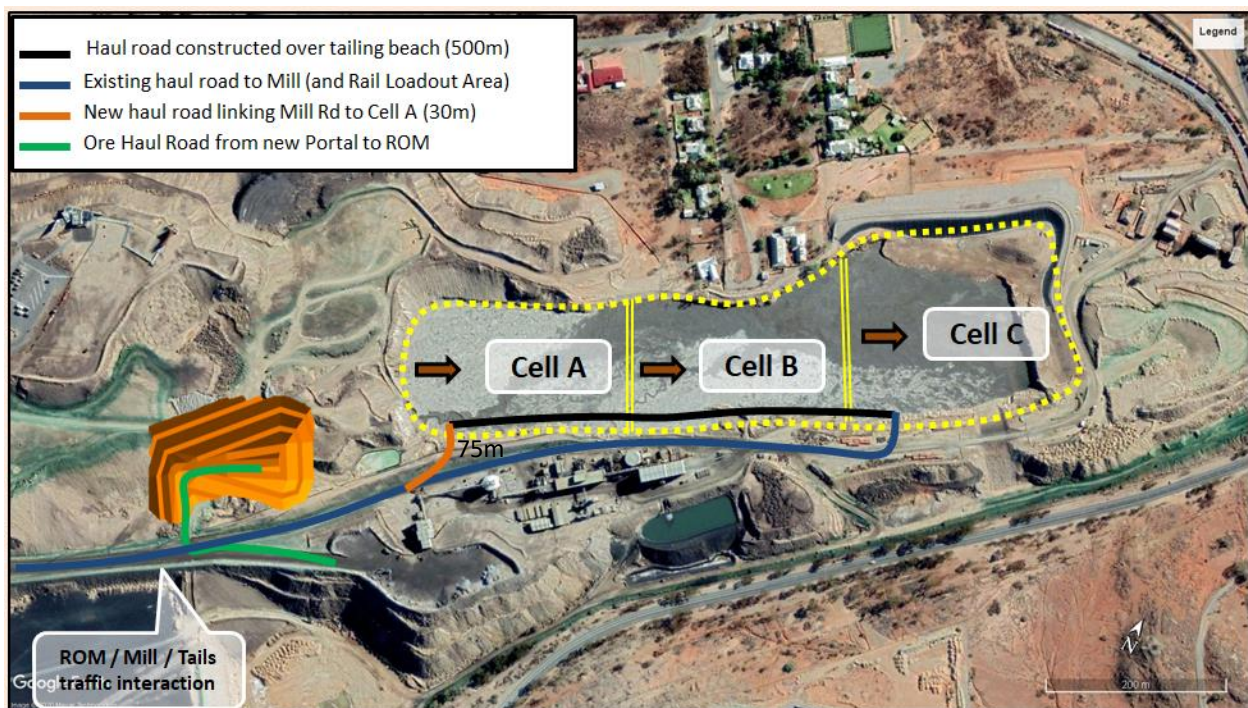 Haul road constructed over tailing beach (500m)
Existing haul road to Mill (and Rail Loadout Area)
New haul road linking Mill Rd to Cell A (30m)
Ore Haul Road from new Portal to ROM
Legend
Cell A
Cell B
Cell C
75m
ROM / Mill / Tails
traffic interaction
Goog
N
200 m